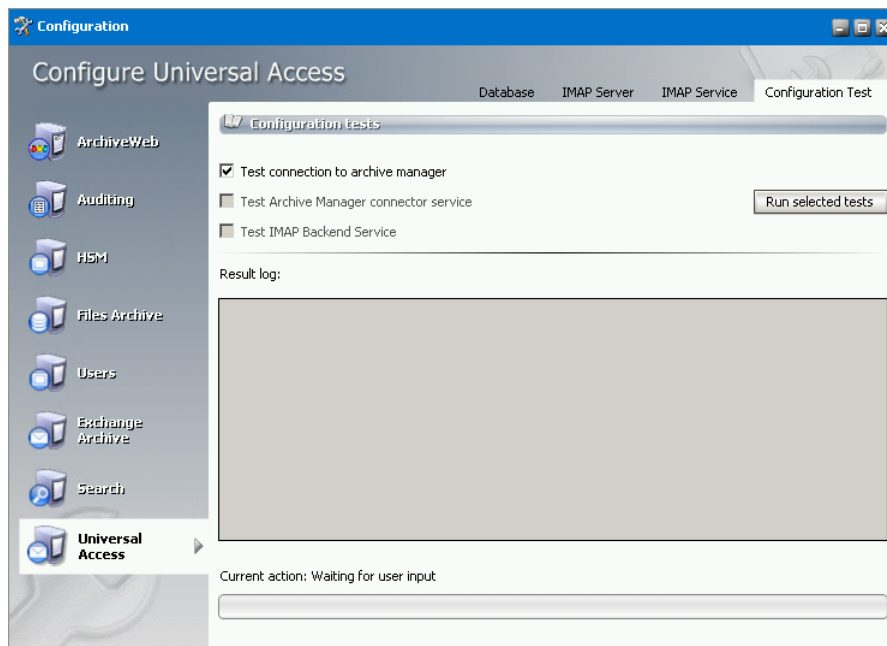 Configuration
Configure Universal Access
Database IMAP Server IMAP Service Configuration Test
Configuration tests
ArchiveWeb
Auditing
HSM
Files Archive
Users
Exchange
Archive
Search
Universal
Access
Test connection to archive manager
Test Archive Manager connector service
Run selected tests
Test IMAP Backend Service
Result log:
Current action: Waiting for user input